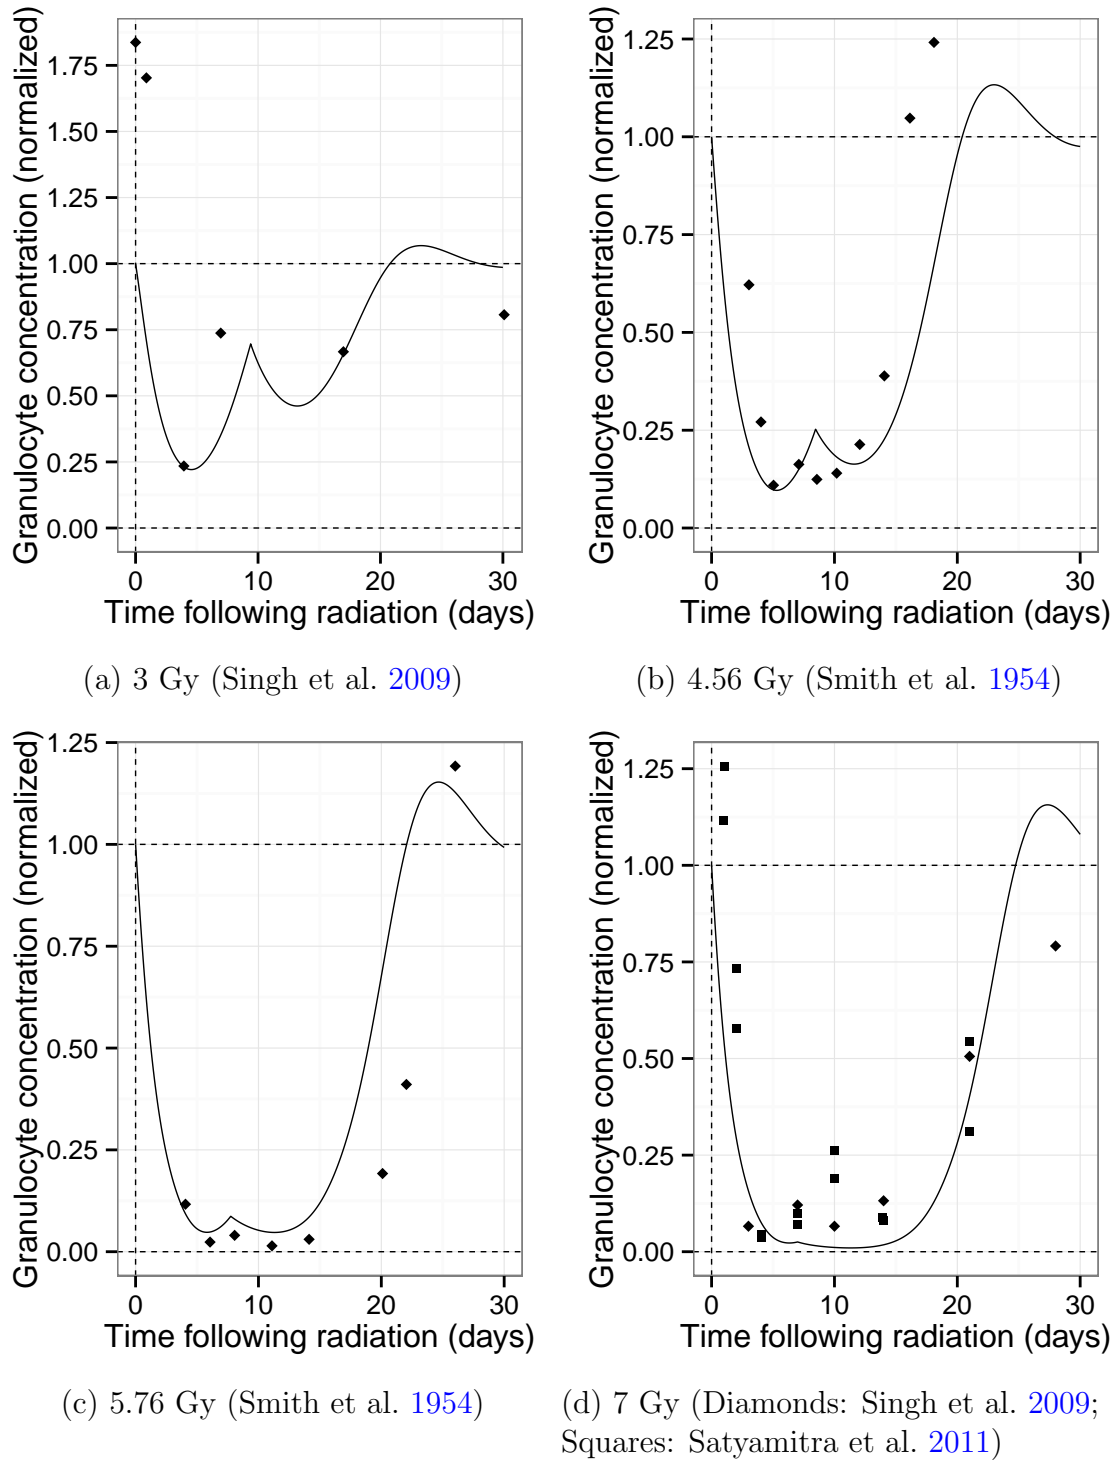 Granulocyte concentration (normalized)
1.75
1.50
1.25
1.00
0.75
0.50
0.25
0.00
0 10 20 30
Time following radiation (days)
(a) 3 Gy (Singh et al. 2009)
Granulocyte concentration (normalized)
1.25
1.00
0.75
0.50
0.25
0.00
0 10 20 30
Time following radiation (days)
(b) 4.56 Gy (Smith et al. 1954)
Granulocyte concentration (normalized)
1.25
1.00
0.75
0.50
0.25
0.00
0 10 20 30
Time following radiation (days)
(c) 5.76 Gy (Smith et al. 1954)
Granulocyte concentration (normalized)
1.25
1.00
0.75
0.50
0.25
0.00
0 10 20 30
Time following radiation (days)
(d) 7 Gy (Diamonds: Singh et al. 2009;
Squares: Satyamitra et al. 2011)